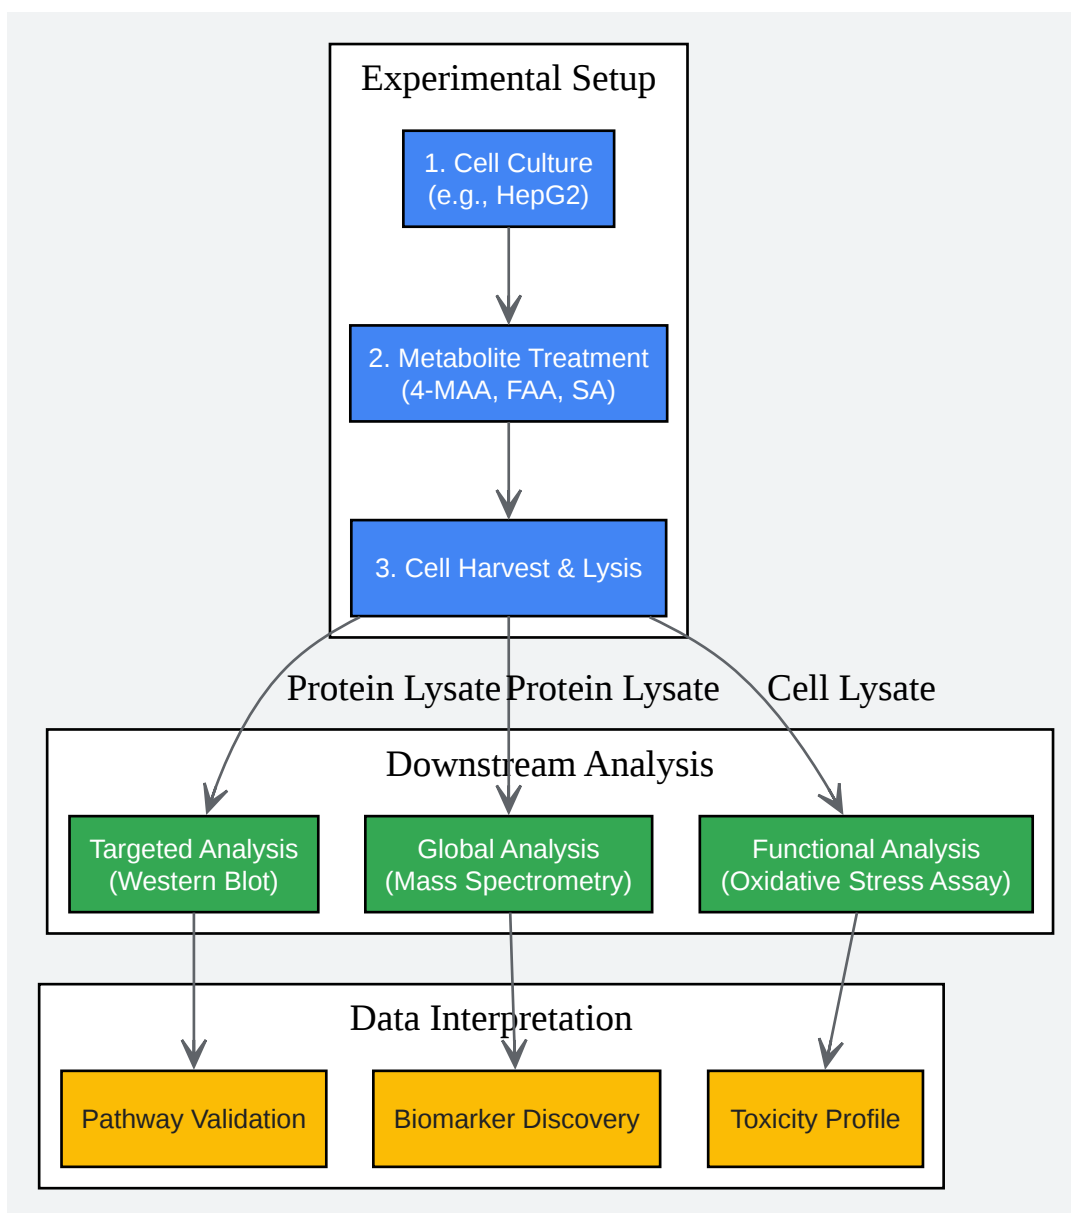 Experimental Setup
1. Cell Culture
(e.g., HepG2)
2. Metabolite Treatment
(4-MAA, FAA, SA)
3. Cell Harvest & Lysis
Protein Lysate
Protein Lysate
Cell Lysate
Downstream Analysis
Targeted Analysis
(Western Blot)
Global Analysis
(Mass Spectrometry)
Functional Analysis
(Oxidative Stress Assay)
Data Interpretation
Pathway Validation
Biomarker Discovery
Toxicity Profile